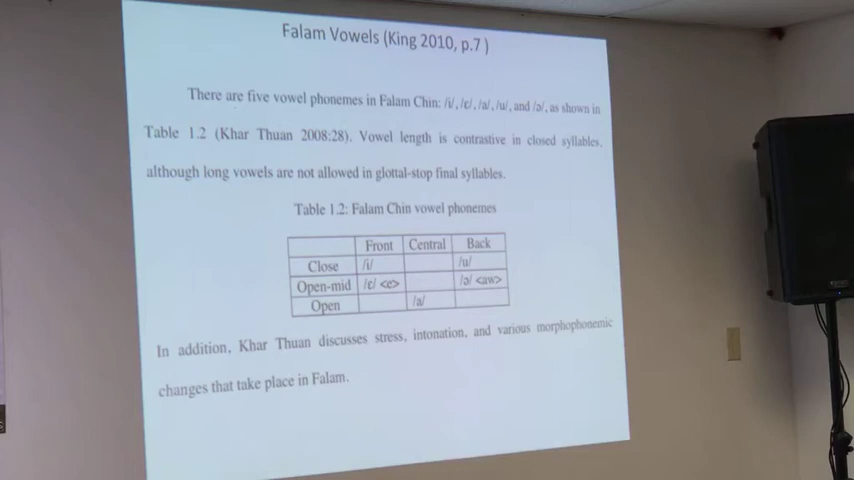 Falam Vowels (King 2010, p.7 )
There are five vowel phonemes in Falam Chin: /i/, /ɛ/, /a/, /u/, and /ɔ/, as shown in
Table 1.2 (Khar Thuan 2008:28). Vowel length is contrastive in closed syllables,
although long vowels are not allowed in glottal-stop final syllables.
Table 1.2: Falam Chin vowel phonemes
Front Central Back
Close /i/ /u/
Open-mid /ɛ/ <e> /ɔ/ <aw>
Open /a/
In addition, Khar Thuan discusses stress, intonation, and various morphophonemic
changes that take place in Falam.